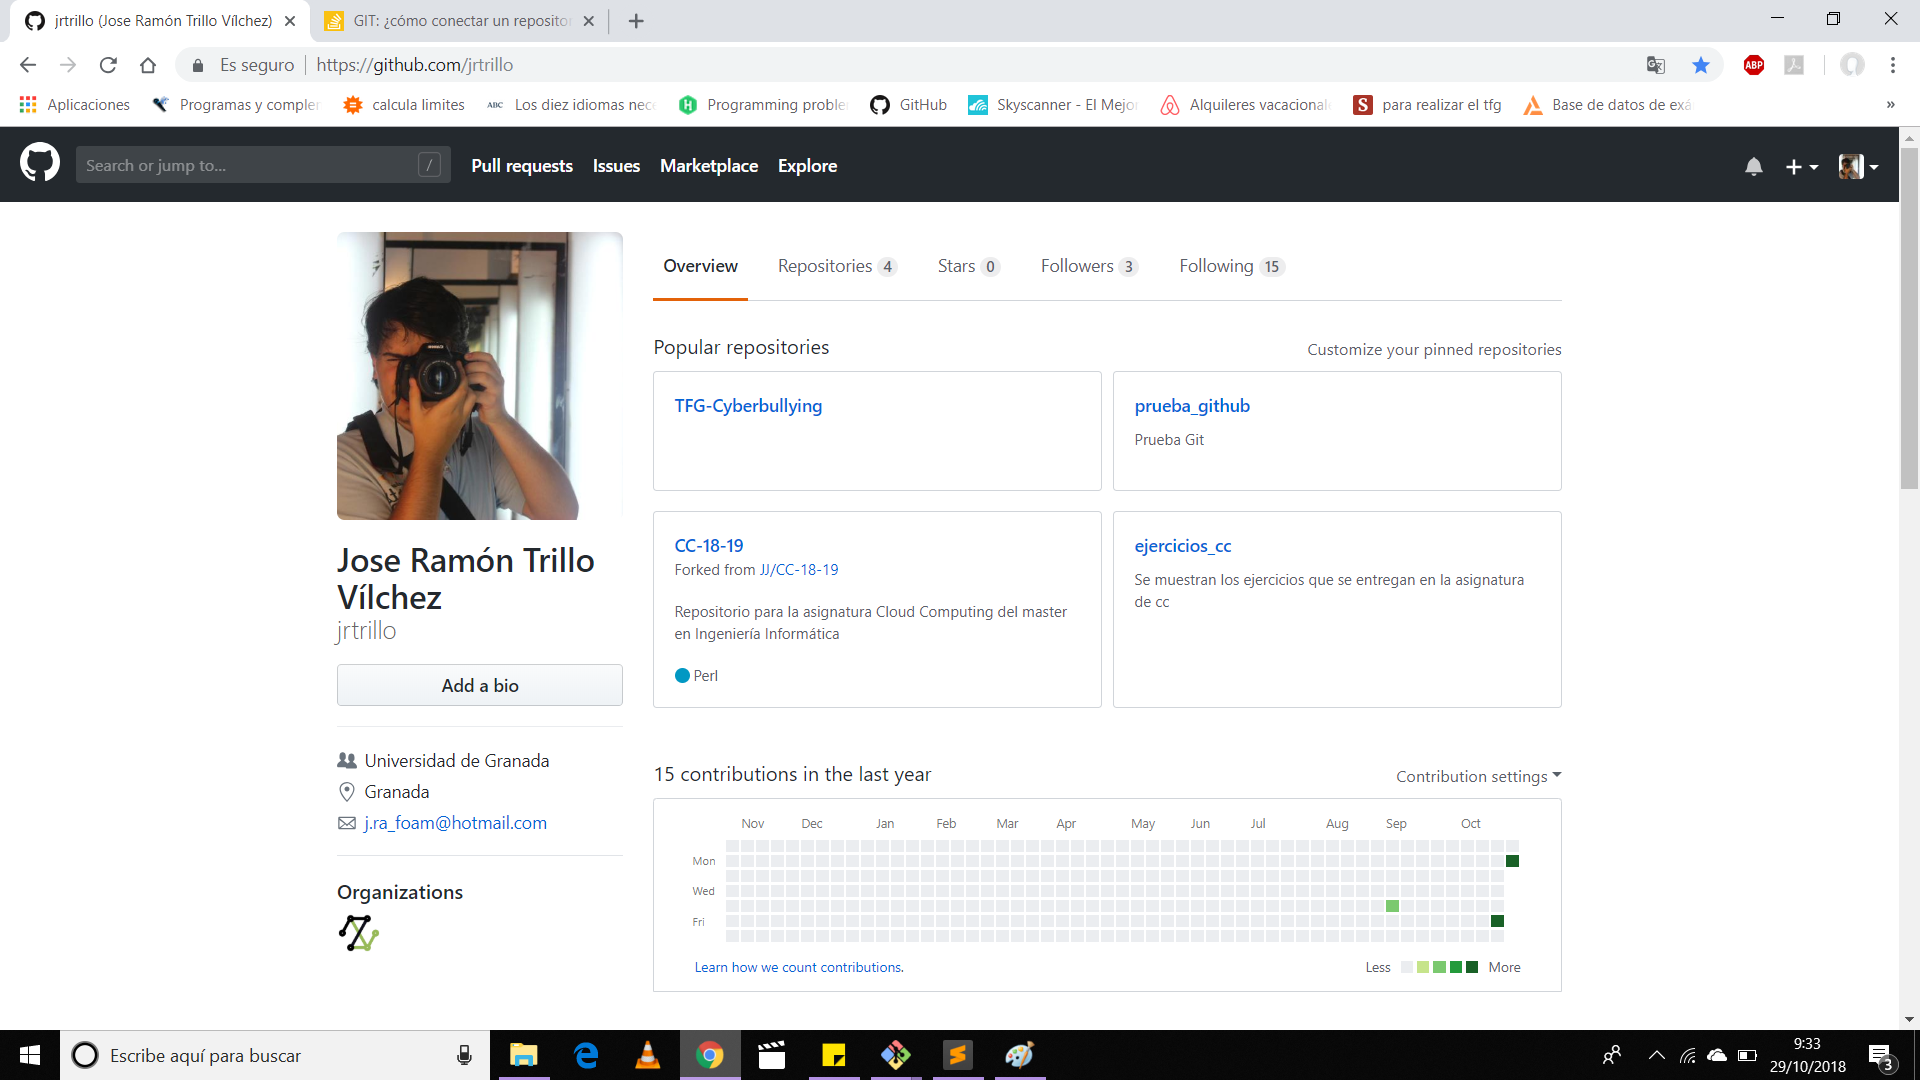 jrtrillo (Jose Ramón Trillo Vílchez)
GIT: ¿cómo conectar un repositor
Es seguro
https://github.com/jrtrillo
ABP
Aplicaciones
Programas y compler
calcula limites
ABC
Los diez idiomas nece
Programming proble
GitHub
Skyscanner - El Mejor
Alquileres vacacional
S
para realizar el tfg
Base de datos de exá
»
Search or jump to...
/
Pull requests
Issues
Marketplace
Explore
Overview
Repositories 4
Stars 0
Followers 3
Following 15
Popular repositories
Customize your pinned repositories
TFG-Cyberbullying
prueba_github
Prueba Git
CC-18-19
Forked from JJ/CC-18-19
Repositorio para la asignatura Cloud Computing del master
en Ingeniería Informática
Perl
ejercicios_cc
Se muestran los ejercicios que se entregan en la asignatura
de cc
Jose Ramón Trillo
Vílchez
jrtrillo
Add a bio
Universidad de Granada
Granada
j.ra_foam@hotmail.com
Organizations
15 contributions in the last year
Contribution settings
Nov Dec Jan Feb Mar Apr May Jun Jul Aug Sep Oct
Mon
Wed
Fri
Learn how we count contributions.
Less
More
Escribe aquí para buscar
9:33
29/10/2018
3